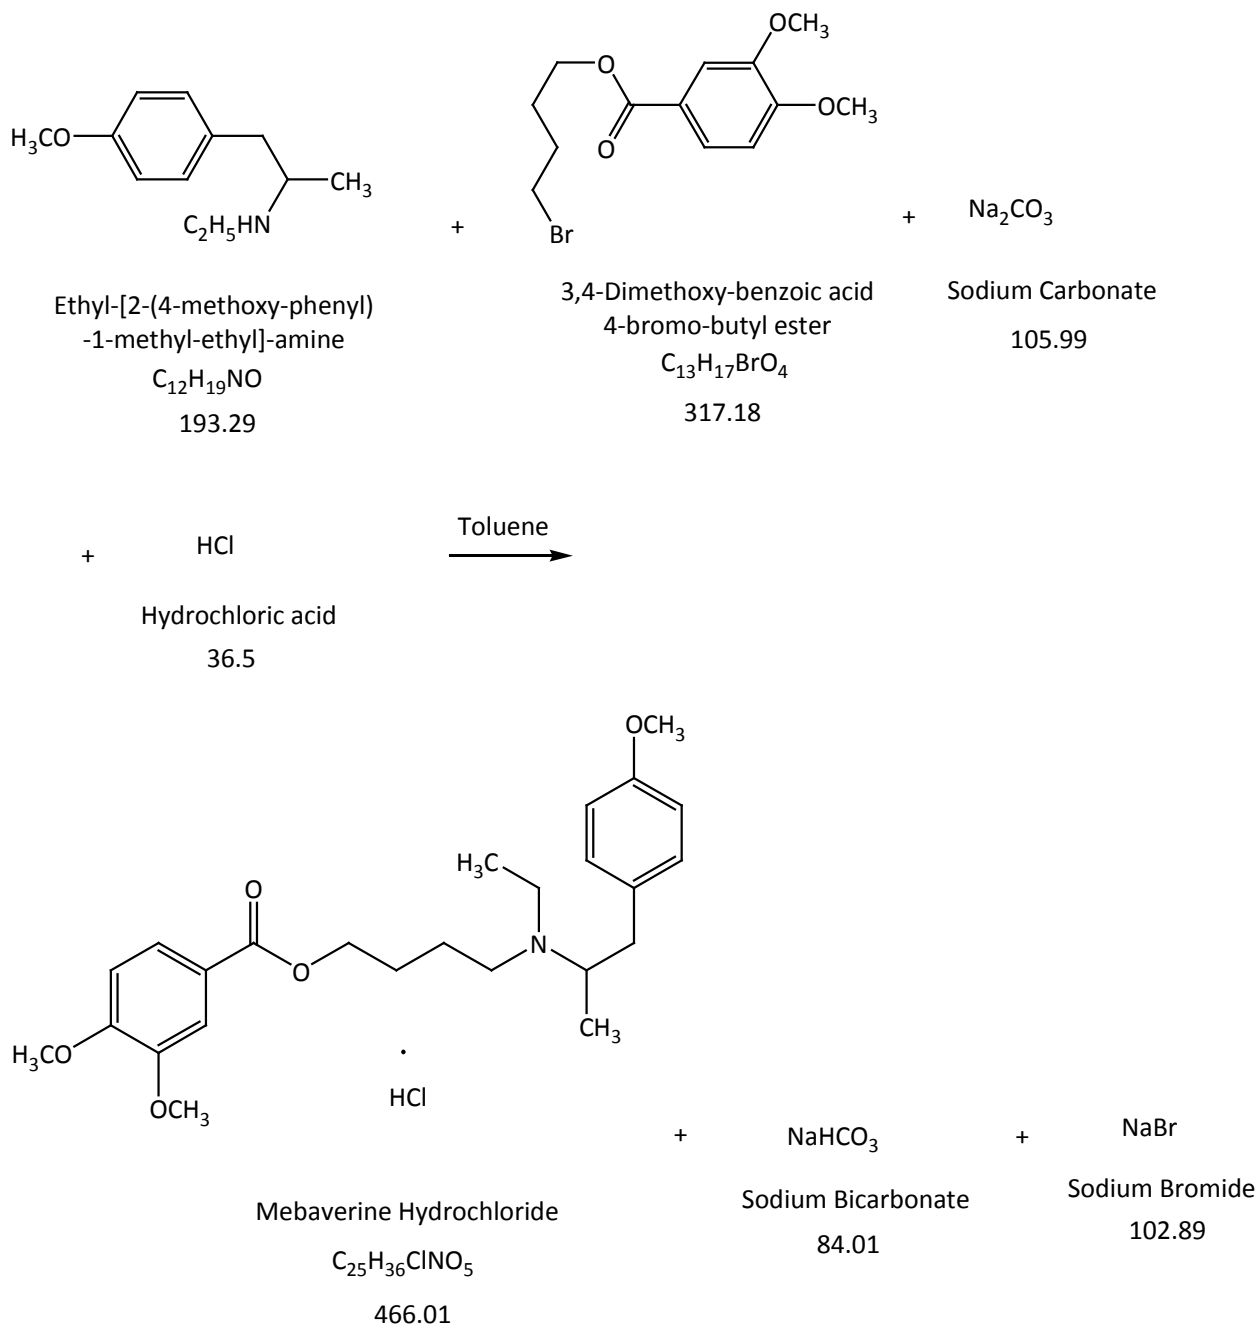 OCH₃
O
OCH₃
H₃CO
O
CH₃
C₂H₅HN
Br
+
+
Na₂CO₃
Ethyl-[2-(4-methoxy-phenyl)
-1-methyl-ethyl]-amine
C₁₂H₁₉NO
193.29
3,4-Dimethoxy-benzoic acid
4-bromo-butyl ester
C₁₃H₁₇BrO₄
317.18
Sodium Carbonate
105.99
+
HCl
Toluene
Hydrochloric acid
36.5
OCH₃
H₃C
O
N
O
CH₃
H₃CO
OCH₃
.
HCl
+
NaHCO₃
+
NaBr
Mebaverine Hydrochloride
C₂₅H₃₆ClNO₅
466.01
Sodium Bicarbonate
84.01
Sodium Bromide
102.89